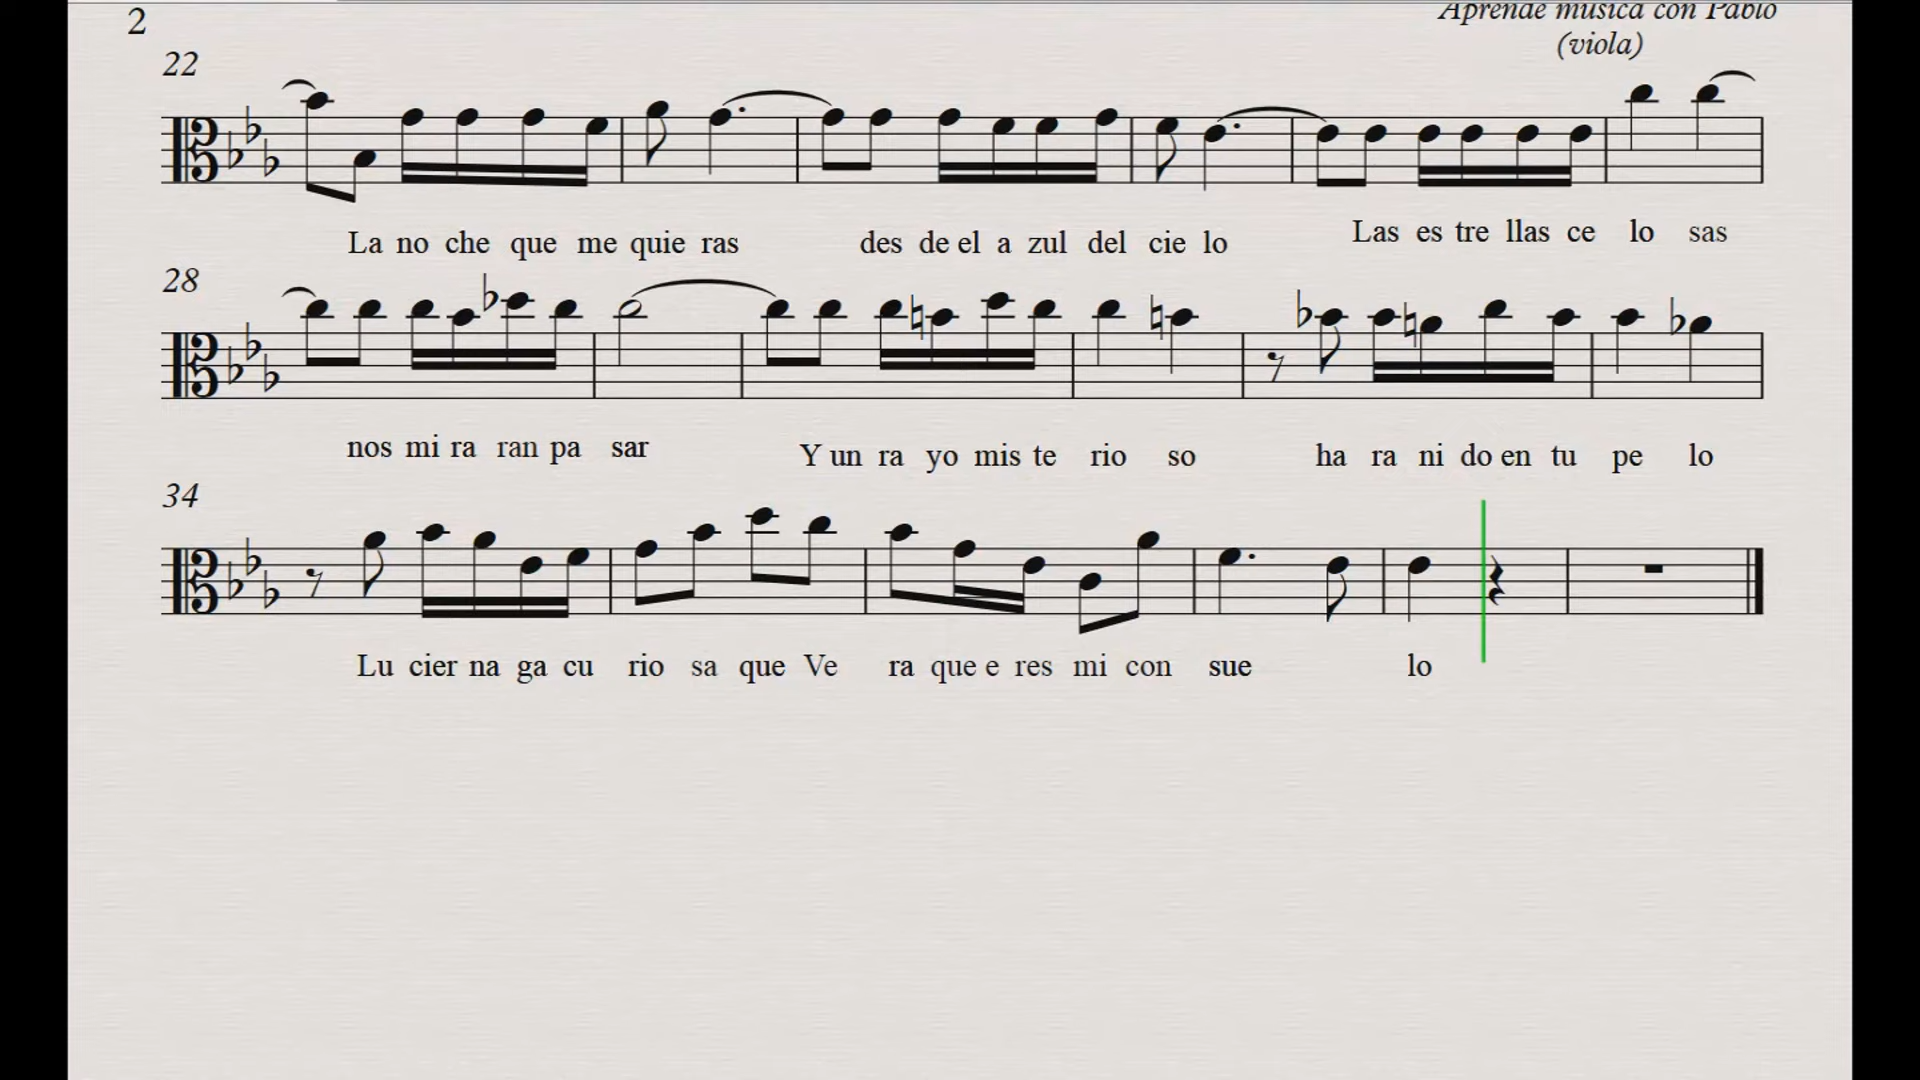 2
Aprende música con Pablo
(viola)
22
La no che que me quie ras des de el a zul del cie lo Las es tre llas ce lo sas
28
nos mi ra ran pa sar Y un ra yo mis te rio so ha ra ni do en tu pe lo
34
Lu cier na ga cu rio sa que Ve ra que e res mi con sue lo